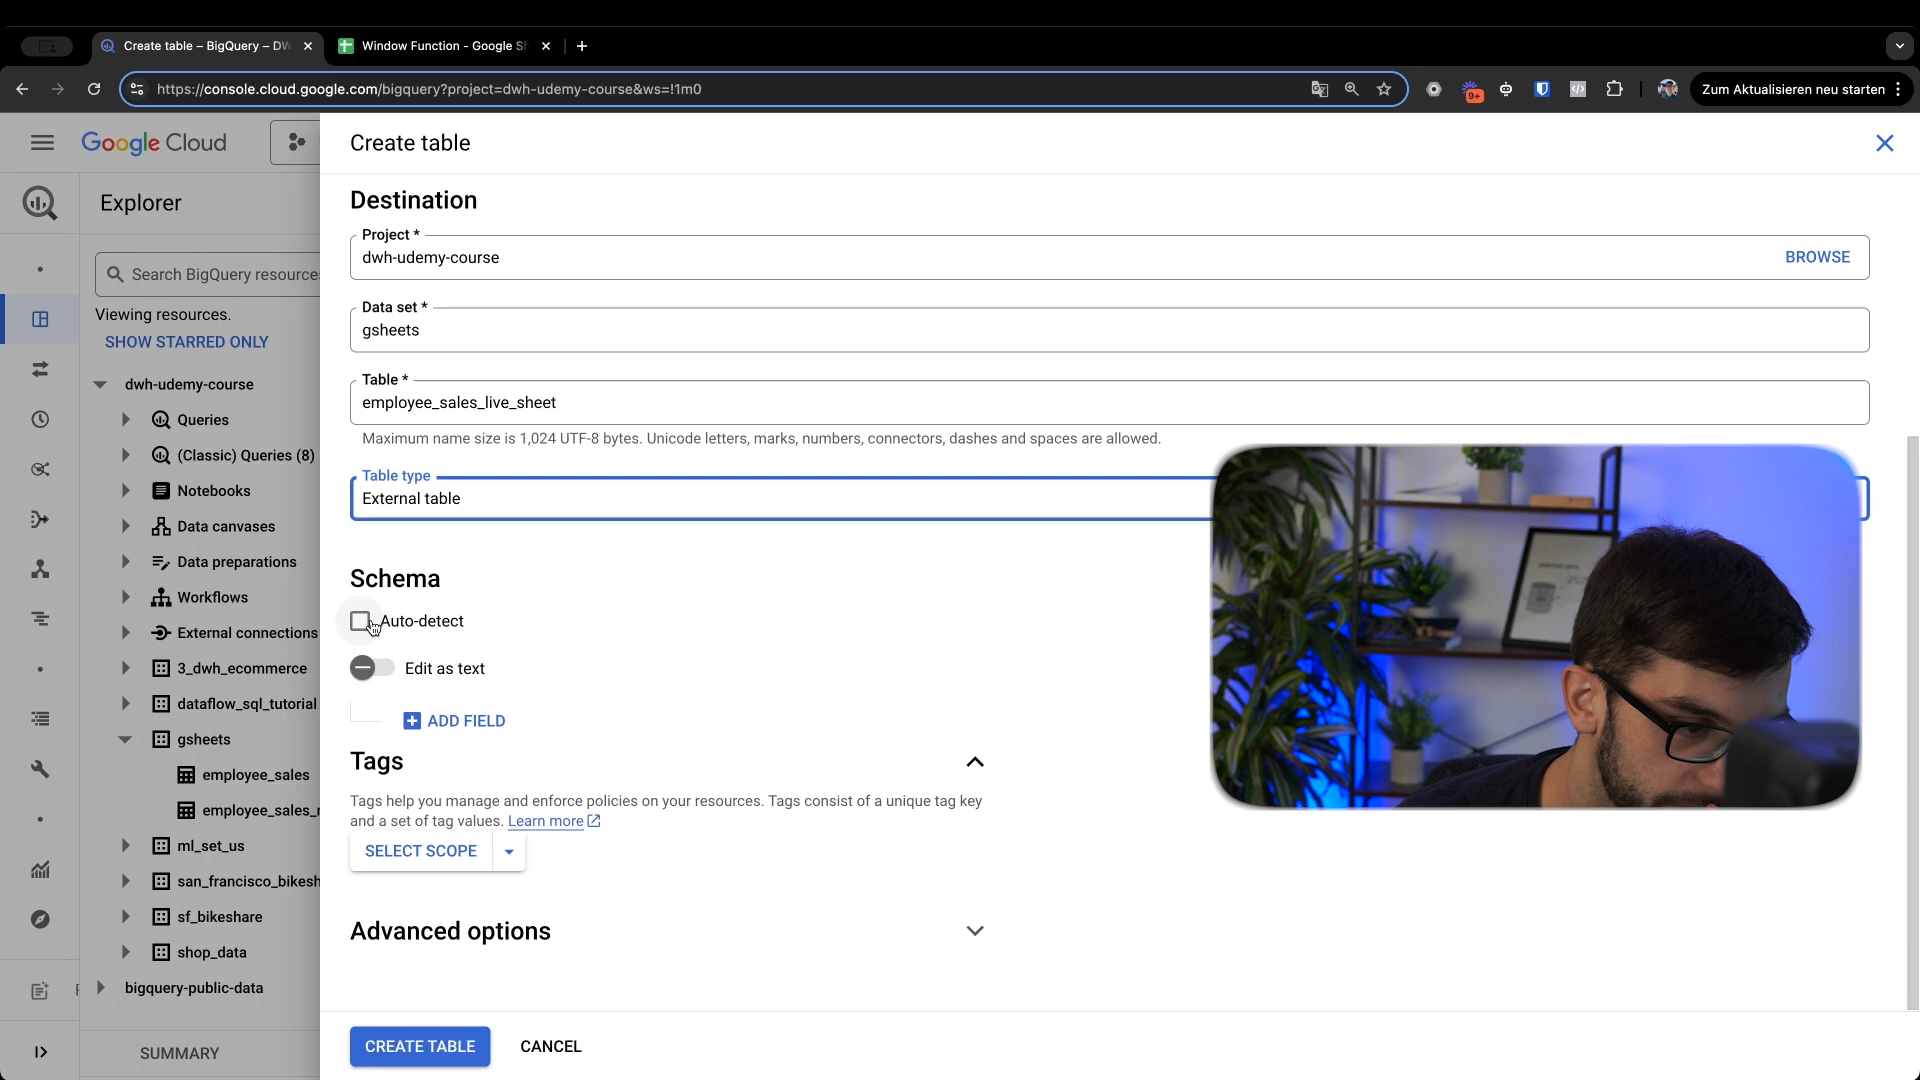 Create table – BigQuery – DW
Window Function - Google Sh
https://console.cloud.google.com/bigquery?project=dwh-udemy-course&ws=!1m0
9+
Zum Aktualisieren neu starten
Google Cloud
Create table
Explorer
Search BigQuery resources
Viewing resources.
SHOW STARRED ONLY
dwh-udemy-course
Queries
(Classic) Queries (8)
Notebooks
Data canvases
Data preparations
Workflows
External connections
3_dwh_ecommerce
dataflow_sql_tutorial
gsheets
employee_sales
employee_sales_r
ml_set_us
san_francisco_bikesh
sf_bikeshare
shop_data
bigquery-public-data
SUMMARY
Destination
Project *
dwh-udemy-course
BROWSE
Data set *
gsheets
Table *
employee_sales_live_sheet
Maximum name size is 1,024 UTF-8 bytes. Unicode letters, marks, numbers, connectors, dashes and spaces are allowed.
Table type
External table
Schema
Auto-detect
Edit as text
ADD FIELD
Tags
Tags help you manage and enforce policies on your resources. Tags consist of a unique tag key
and a set of tag values. Learn more
SELECT SCOPE
Advanced options
CREATE TABLE
CANCEL